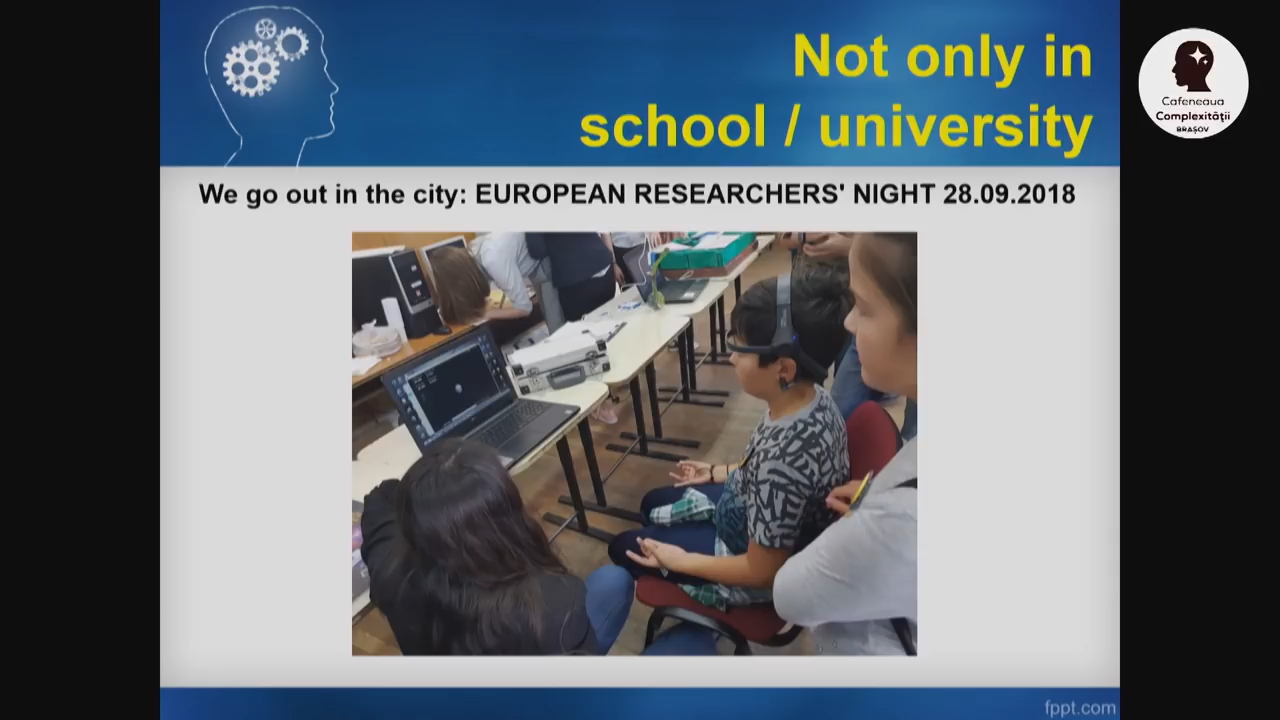 Not only in
school / university
Cafeneaua
Complexității
BRAȘOV
We go out in the city: EUROPEAN RESEARCHERS' NIGHT 28.09.2018
fppt.com